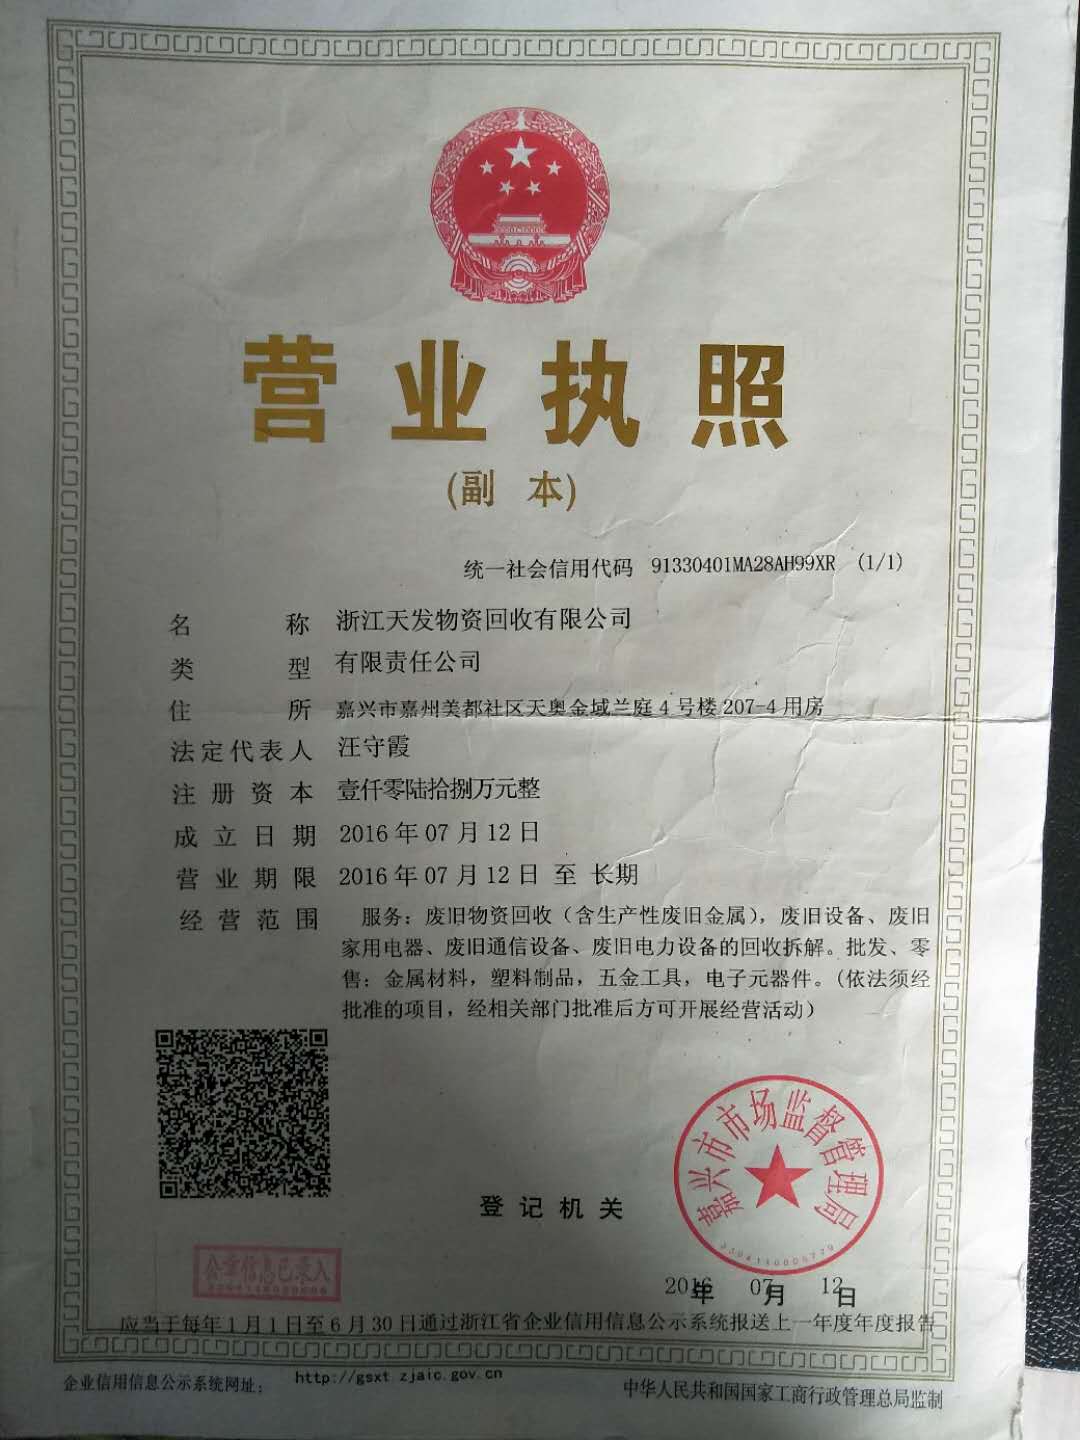 营业执照
(副 本)
统一社会信用代码 91330401MA28AH99XR (1/1)
名 称 浙江天发物资回收有限公司
类 型 有限责任公司
住 所 嘉兴市嘉州美都社区天奥金域兰庭4号楼207-4用房
法定代表人 汪守霞
注册资本 壹仟零陆拾捌万元整
成立日期 2016年07月12日
营业期限 2016年07月12日 至 长期
经营范围 服务：废旧物资回收（含生产性废旧金属），废旧设备、废旧
家用电器、废旧通信设备、废旧电力设备的回收拆解。批发、零
售：金属材料，塑料制品，五金工具，电子元器件。(依法须经
批准的项目，经相关部门批准后方可开展经营活动）
嘉兴市市场监督管理局
登记机关
公章信息已录入
2016年07月12日
应当于每年1月1日至6月30日通过浙江省企业信用信息公示系统报送上一年度年度报告
企业信用信息公示系统网址： http://gsxt.zjaic.gov.cn
中华人民共和国国家工商行政管理总局监制